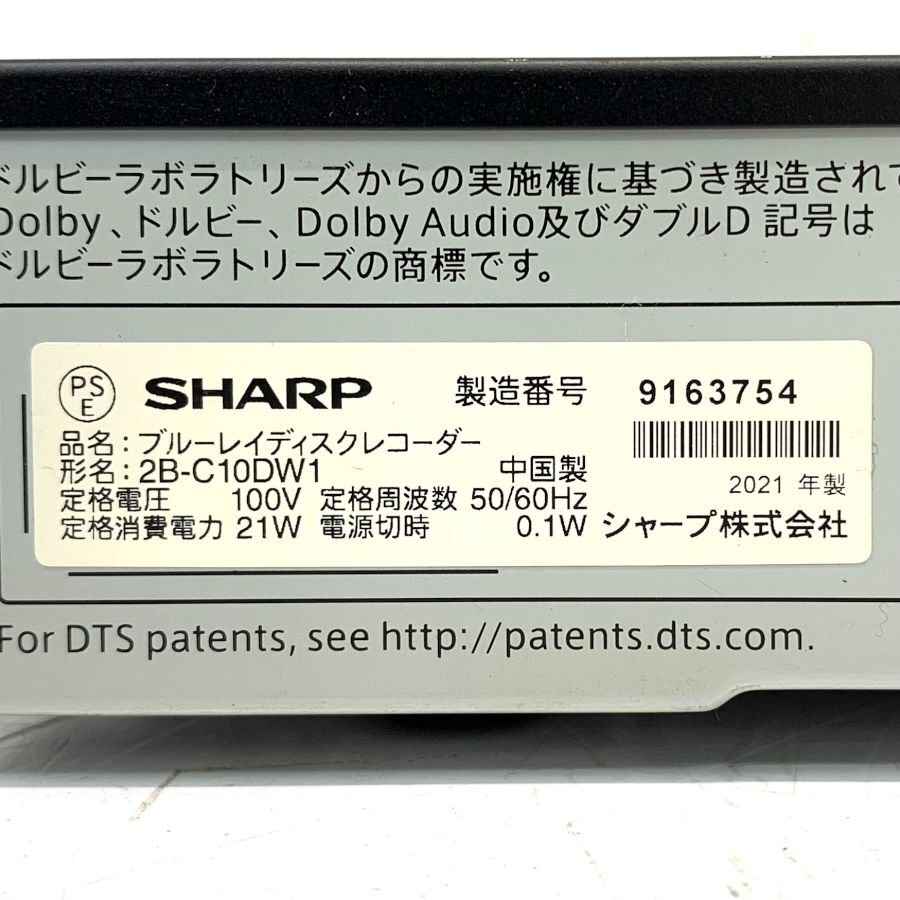 ドルビーラボラトリーズからの実施権に基づき製造され
Dolby、ドルビー、Dolby Audio及びダブルD 記号は
ドルビーラボラトリーズの商標です。
PS
E
SHARP 製造番号 9163754
品名：ブルーレイディスクレコーダー
形名：2B-C10DW1 中国製 2021 年製
定格電圧 100V 定格周波数 50/60Hz
定格消費電力 21W 電源切時 0.1W シャープ株式会社
For DTS patents, see http://patents.dts.com.